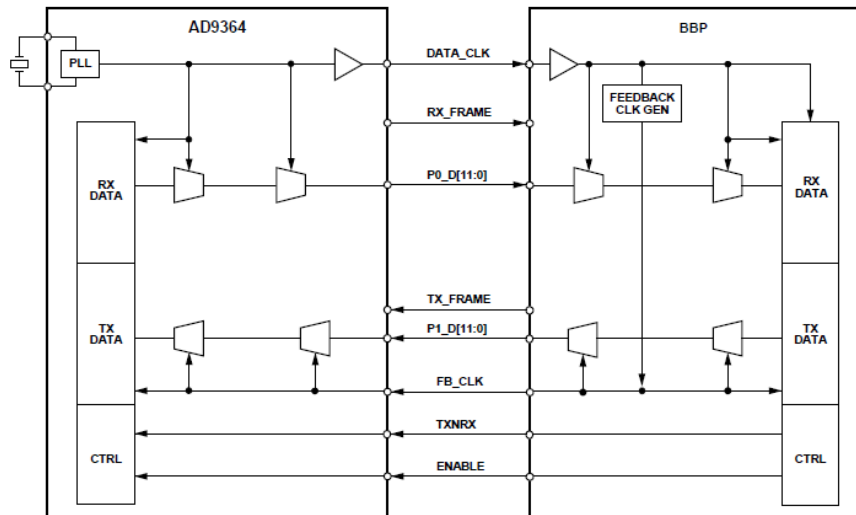 AD9364
BBP
PLL
DATA_CLK
FEEDBACK
CLK GEN
RX_FRAME
RX
DATA
P0_D[11:0]
RX
DATA
TX_FRAME
TX
DATA
P1_D[11:0]
TX
DATA
FB_CLK
TXNRX
CTRL
CTRL
ENABLE